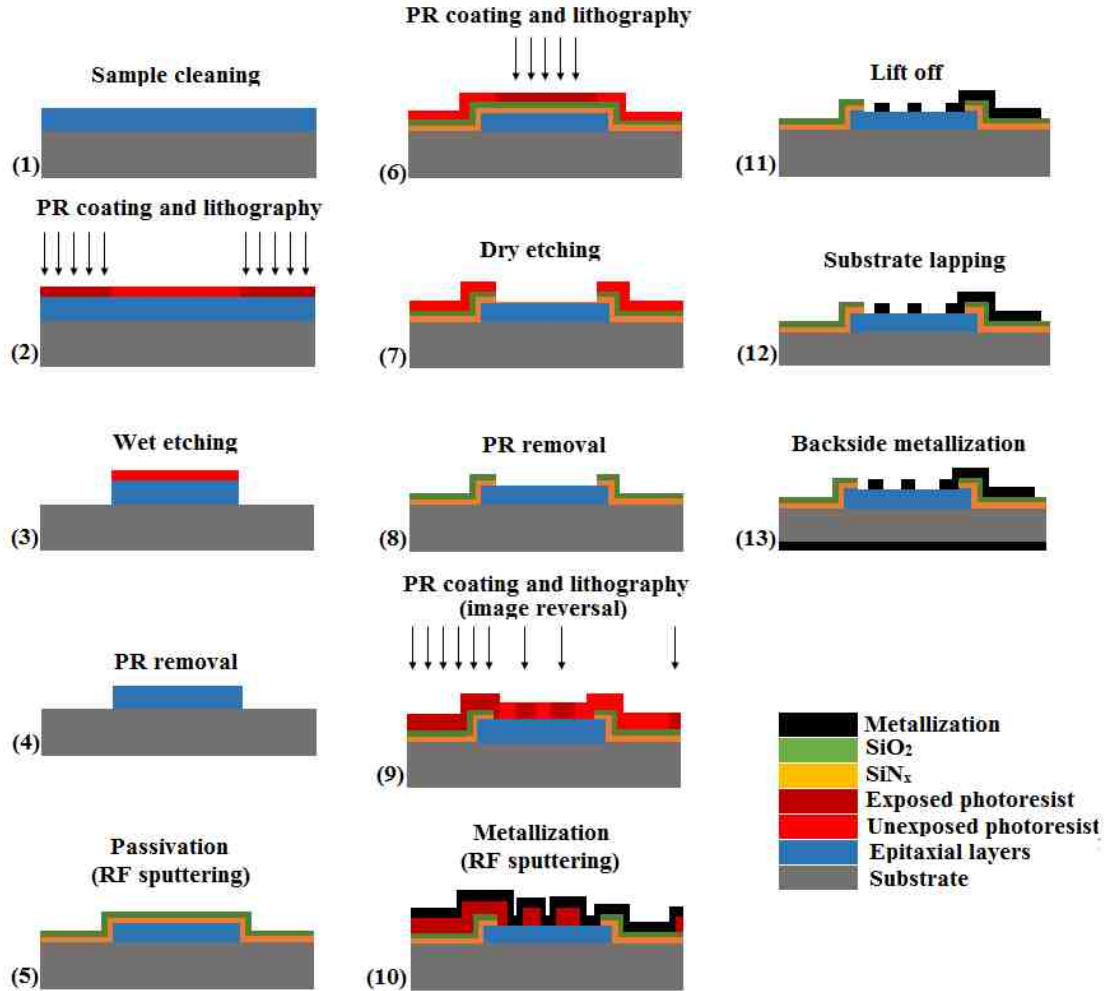 Sample cleaning
(1)
PR coating and lithography
(2)
Wet etching
(3)
PR removal
(4)
Passivation
(RF sputtering)
(5)
PR coating and lithography
(6)
Dry etching
(7)
PR removal
(8)
PR coating and lithography
(image reversal)
(9)
Metallization
(RF sputtering)
(10)
Lift off
(11)
Substrate lapping
(12)
Backside metallization
(13)
Metallization
SiO₂
SiNₓ
Exposed photoresist
Unexposed photoresist
Epitaxial layers
Substrate